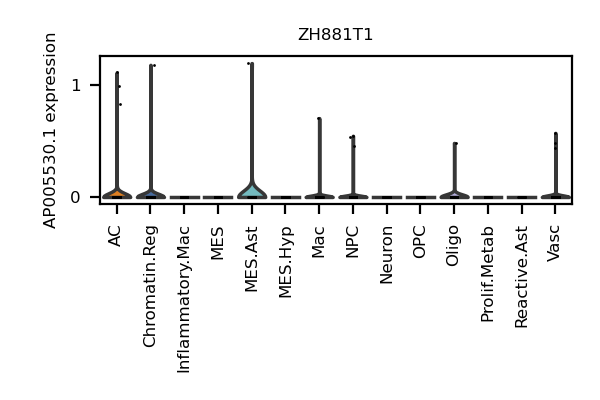 ZH881T1
AP005530.1 expression
1
0
AC
Chromatin.Reg
Inflammatory.Mac
MES
MES.Ast
MES.Hyp
Mac
NPC
Neuron
OPC
Oligo
Prolif.Metab
Reactive.Ast
Vasc